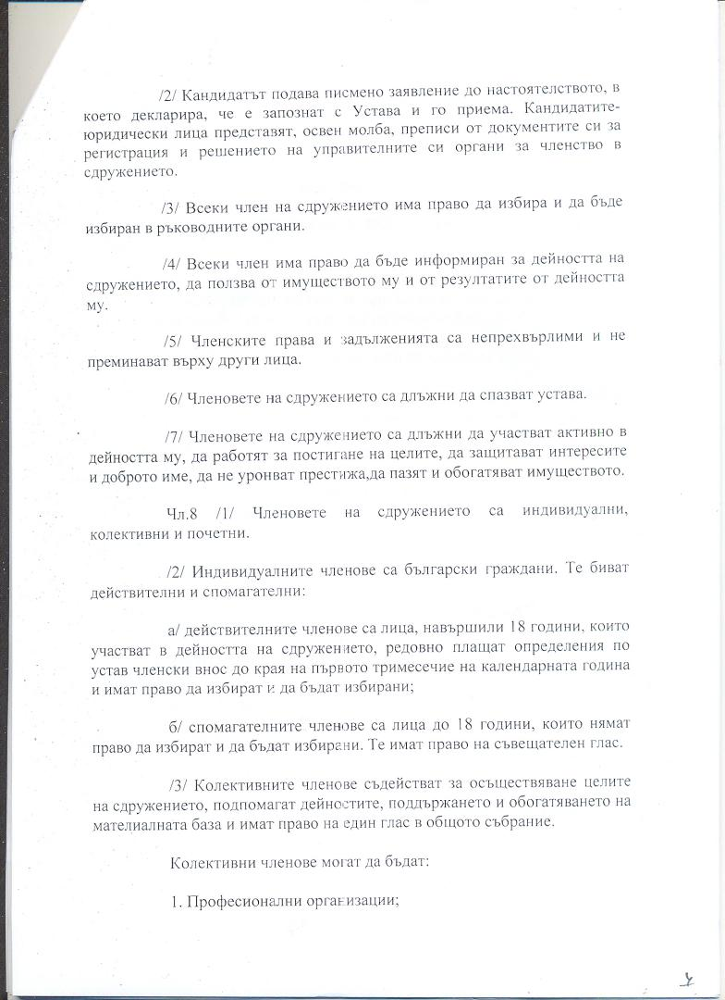 /2/ Кандидатът подава писмено заявление до настоятелството, в
което декларира, че е запознат с Устава и го приема. Кандидатите-
юридически лица представят, освен молба, преписи от документите си за
регистрация и решението на управителните си органи за членство в
сдружението.
/3/ Всеки член на сдружението има право да избира и да бъде
избиран в ръководните органи.
/4/ Всеки член има право да бъде информиран за дейността на
сдружението, да ползва от имуществото му и от резултатите от дейността
му.
/5/ Членските права и задълженията са непрехвърлими и не
преминават върху други лица.
/6/ Членовете на сдружението са длъжни да спазват устава.
/7/ Членовете на сдружението са длъжни да участват активно в
дейността му, да работят за постигане на целите, да защитават интересите
и доброто име, да не уронват престижа,да пазят и обогатяват имуществото.
Чл.8 /1/ Членовете на сдружението са индивидуални,
колективни и почетни.
/2/ Индивидуалните членове са български граждани. Те биват
действителни и спомагателни:
а/ действителните членове са лица, навършили 18 години, които
участват в дейността на сдружението, редовно плащат определения по
устав членски внос до края на първото тримесечие на календарната година
и имат право да избират и да бъдат избирани;
б/ спомагателните членове са лица до 18 години, които нямат
право да избират и да бъдат избирани. Те имат право на съвещателен глас.
/3/ Колективните членове съдействат за осъществяване целите
на сдружението, подпомагат дейностите, поддържането и обогатяването на
мателиалната база и имат право на един глас в общото събрание.
Колективни членове могат да бъдат:
1. Професионални организации;